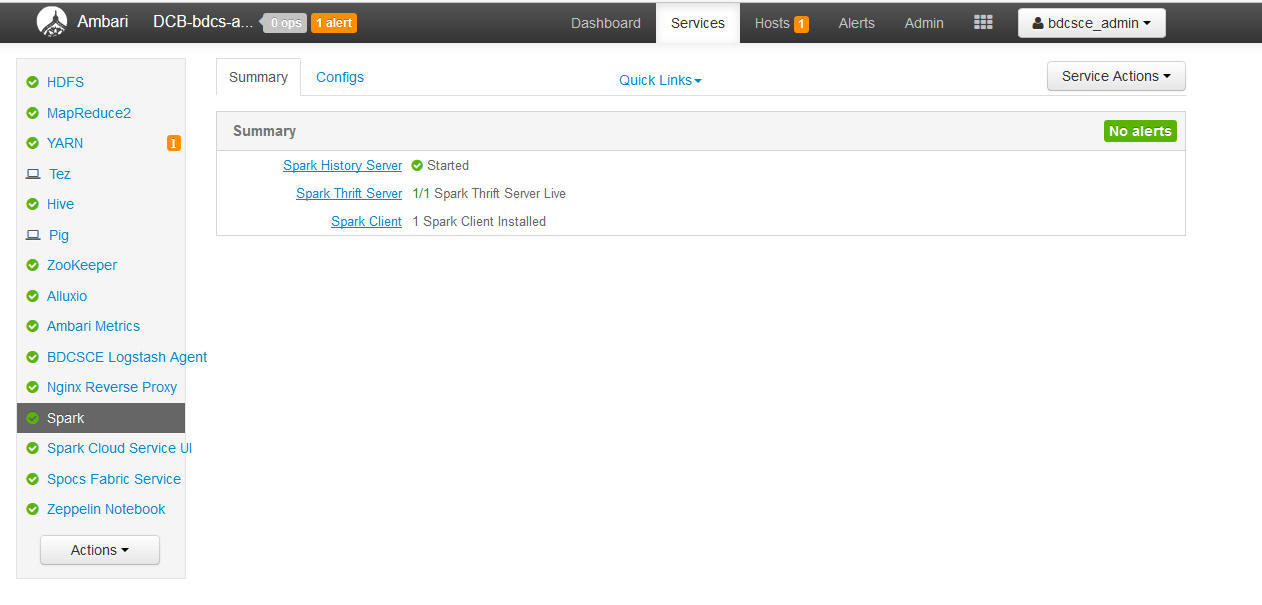 Ambari DCB-bdcs-a... 0 ops 1 alert Dashboard Services Hosts 1 Alerts Admin bdcsce_admin
HDFS
MapReduce2
YARN 1
Tez
Hive
Pig
ZooKeeper
Alluxio
Ambari Metrics
BDCSCE Logstash Agent
Nginx Reverse Proxy
Spark
Spark Cloud Service UI
Spocs Fabric Service
Zeppelin Notebook
Actions
Summary Configs Quick Links Service Actions
Summary No alerts
Spark History Server Started
Spark Thrift Server 1/1 Spark Thrift Server Live
Spark Client 1 Spark Client Installed